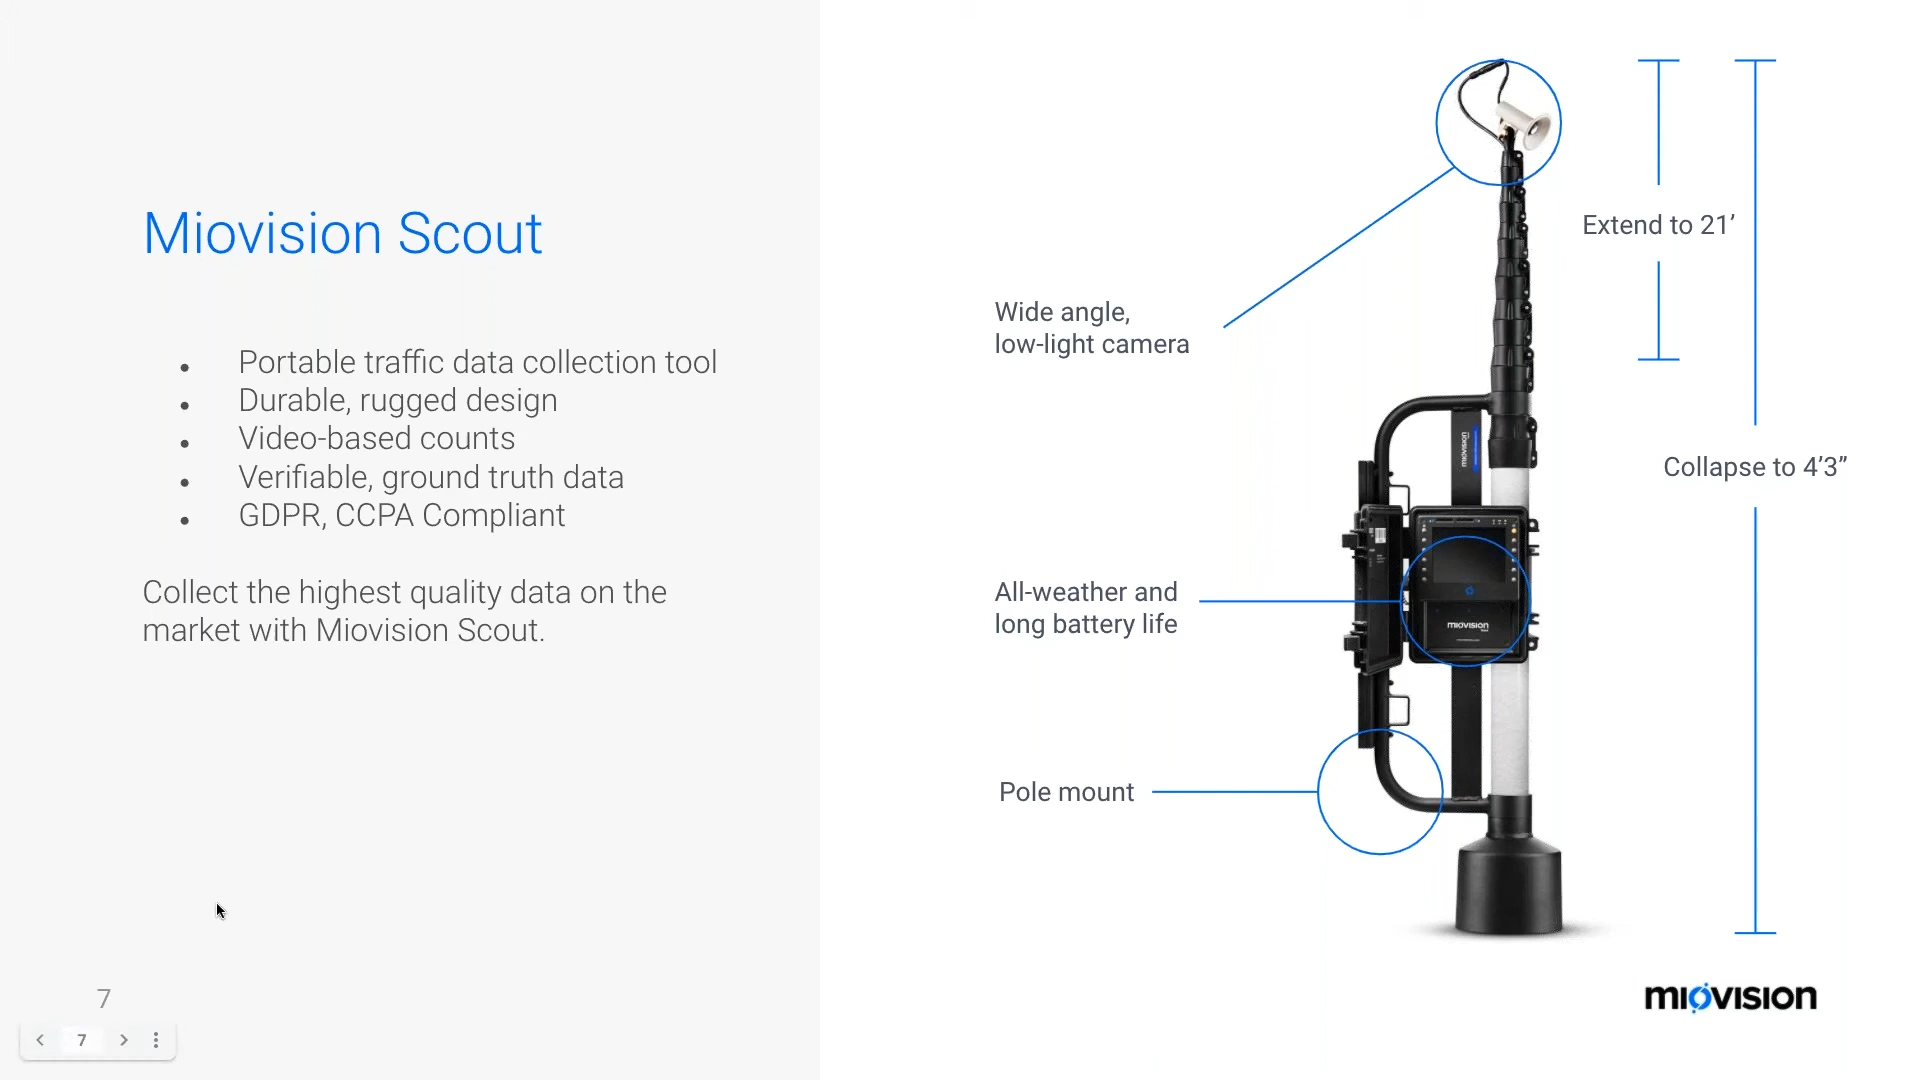 Miovision Scout
• Portable traffic data collection tool
• Durable, rugged design
• Video-based counts
• Verifiable, ground truth data
• GDPR, CCPA Compliant
Collect the highest quality data on the
market with Miovision Scout.
Wide angle,
low-light camera
All-weather and
long battery life
Pole mount
Extend to 21’
Collapse to 4’3”
miovision
miovision
miovision
7
7